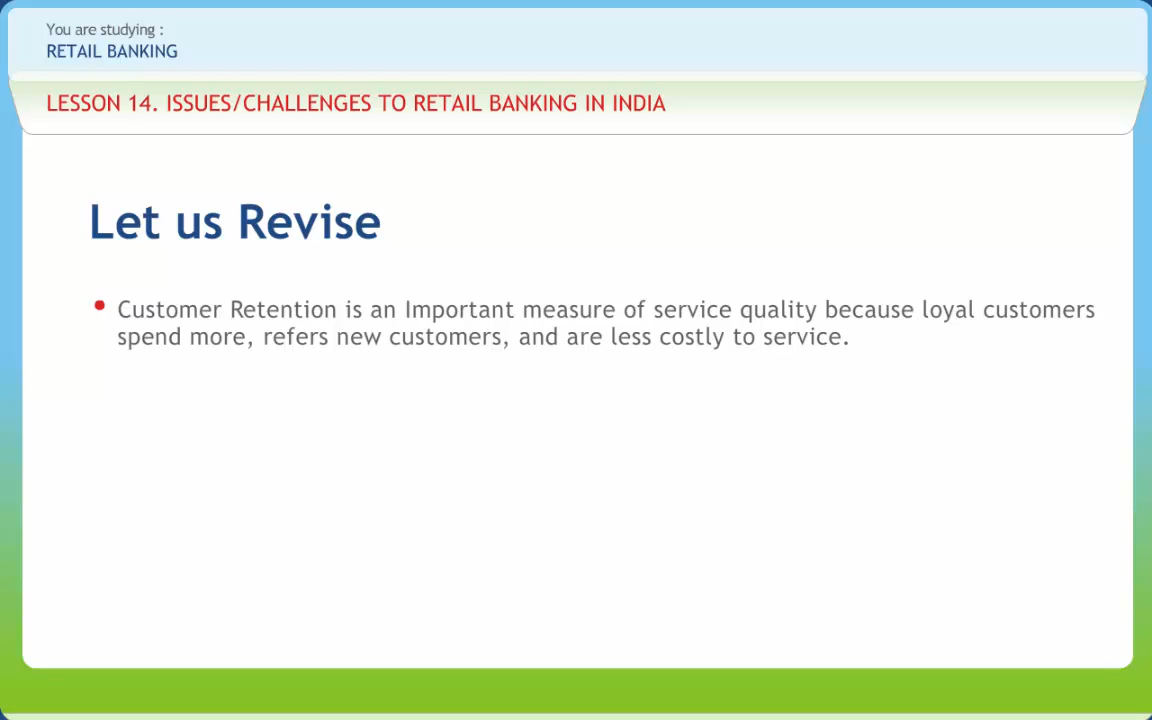 You are studying :
RETAIL BANKING
LESSON 14. ISSUES/CHALLENGES TO RETAIL BANKING IN INDIA
Let us Revise
• Customer Retention is an Important measure of service quality because loyal customers
spend more, refers new customers, and are less costly to service.